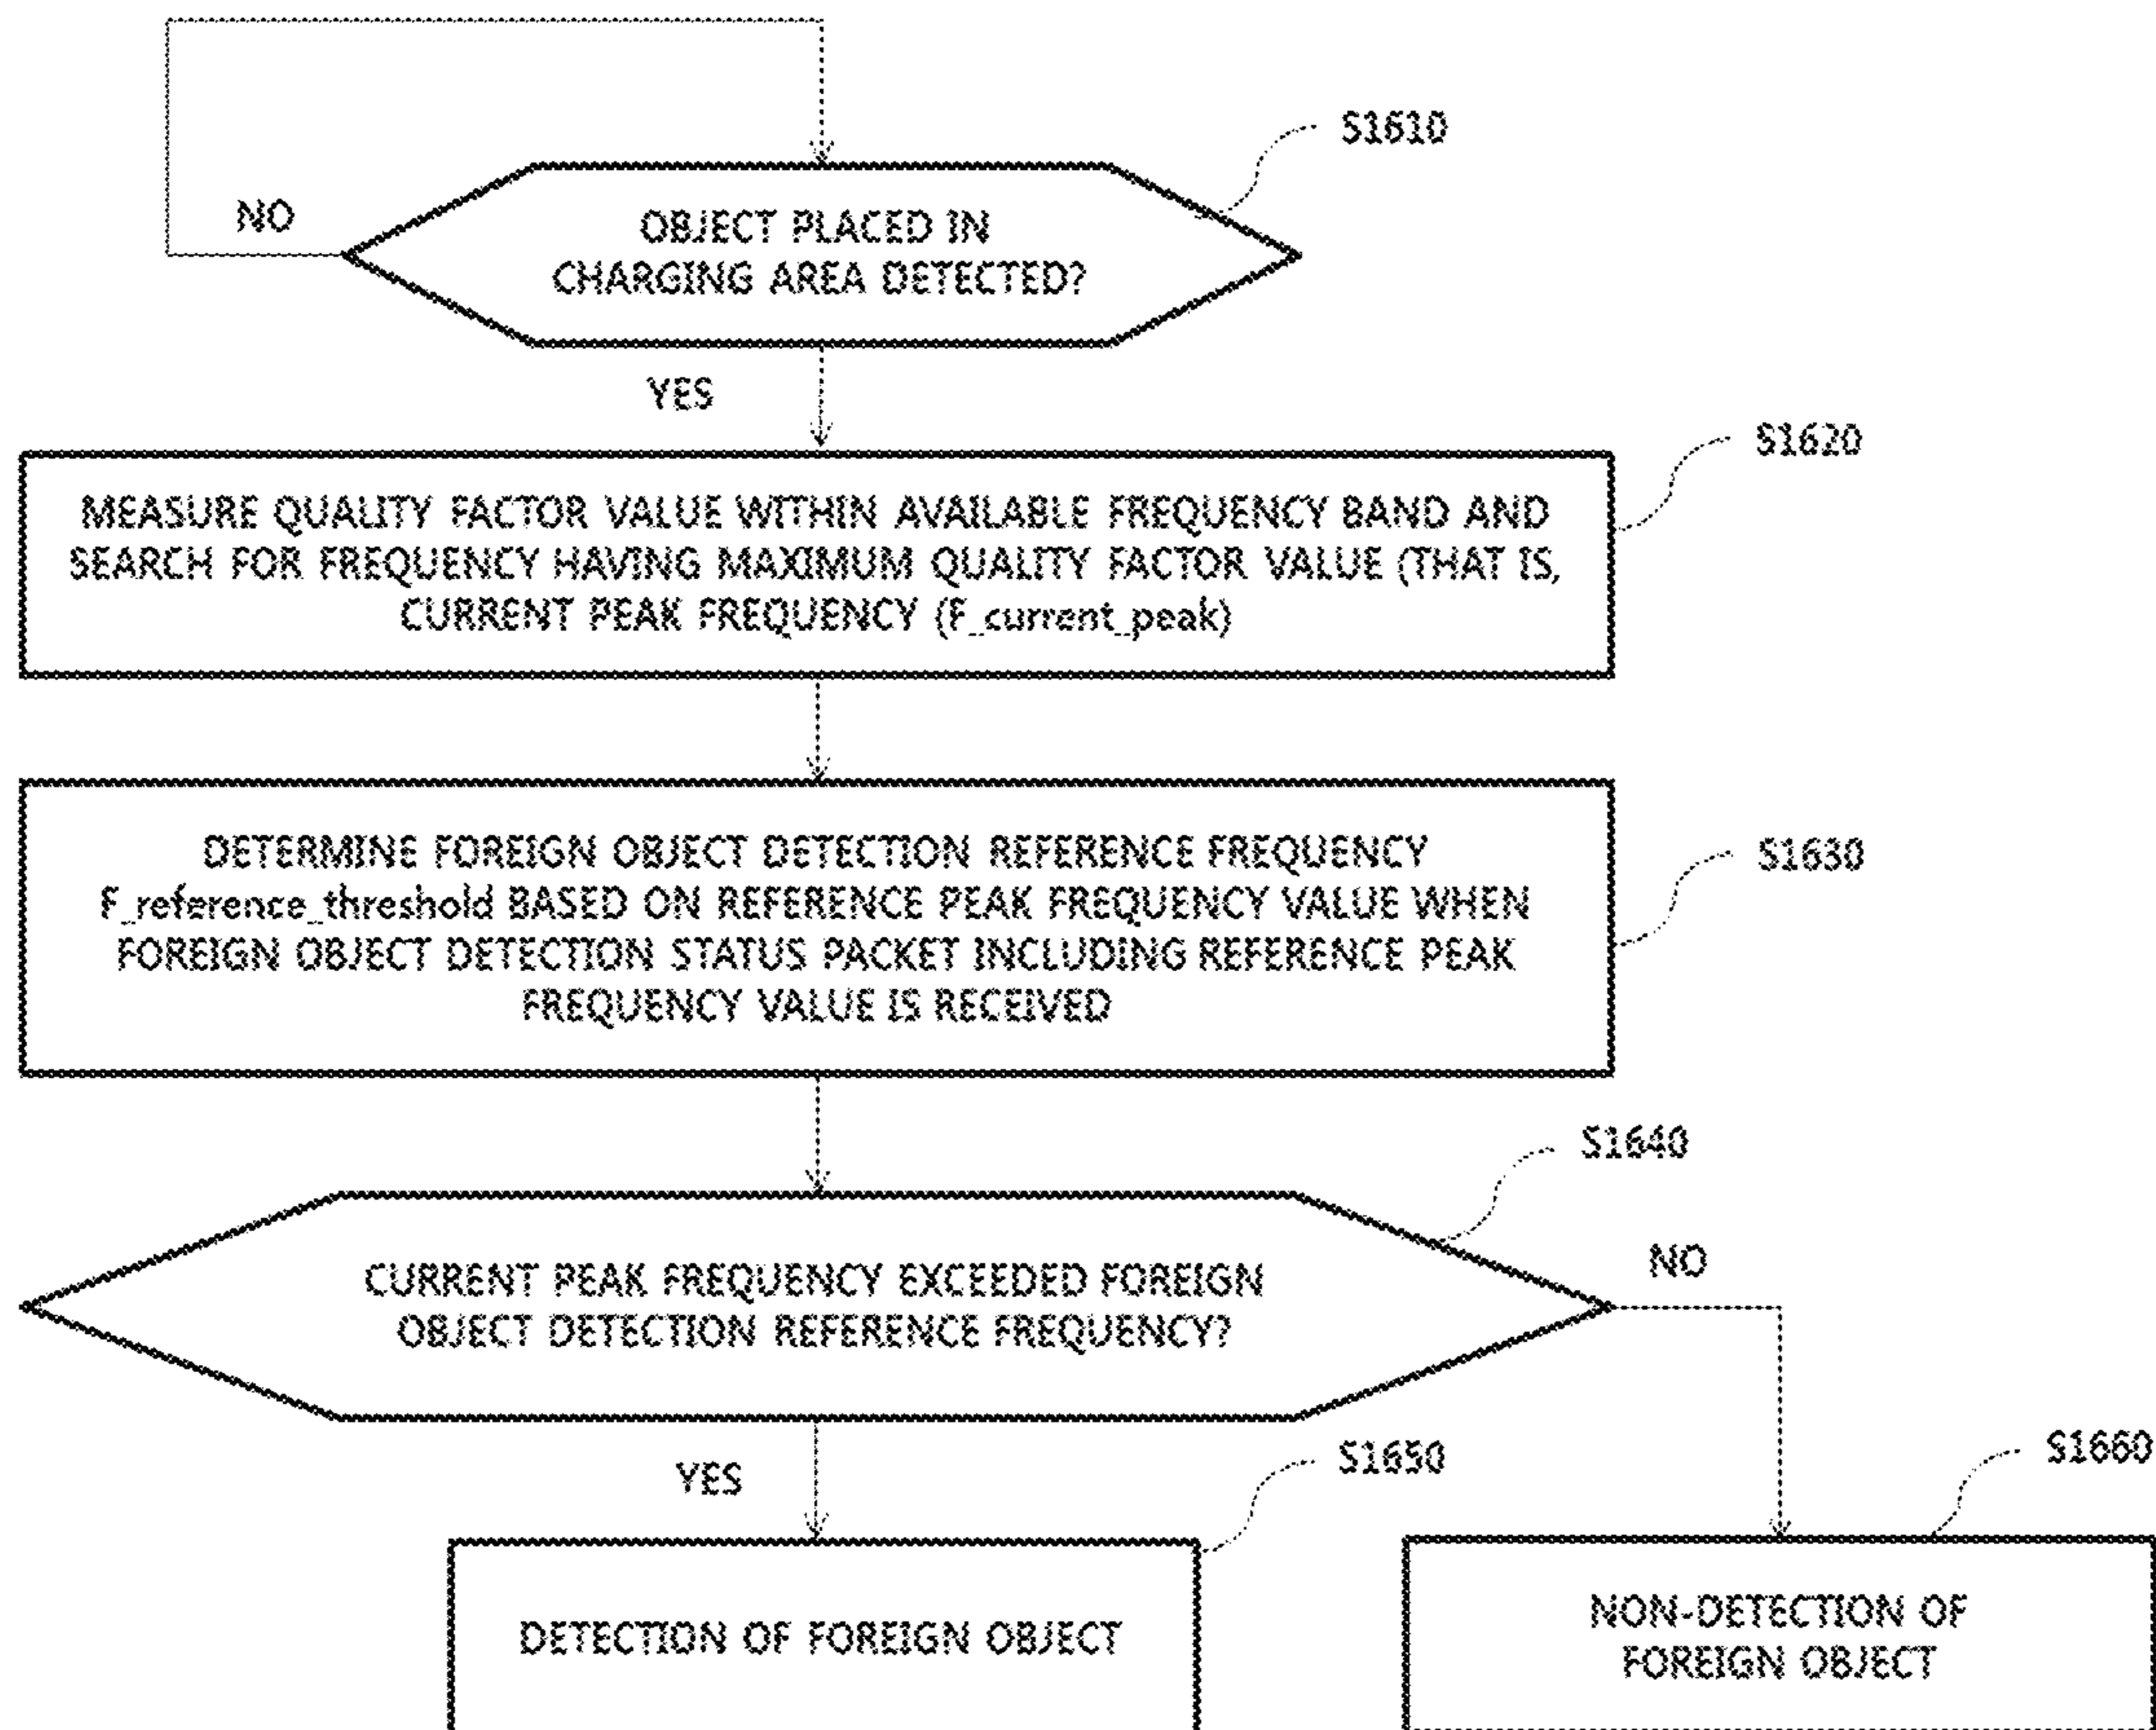 S1610
NO
OBJECT PLACED IN
CHARGING AREA DETECTED?
YES
S1620
MEASURE QUALITY FACTOR VALUE WITHIN AVAILABLE FREQUENCY BAND AND
SEARCH FOR FREQUENCY HAVING MAXIMUM QUALITY FACTOR VALUE (THAT IS,
CURRENT PEAK FREQUENCY (F_current_peak)
S1630
DETERMINE FOREIGN OBJECT DETECTION REFERENCE FREQUENCY
F_reference_threshold BASED ON REFERENCE PEAK FREQUENCY VALUE WHEN
FOREIGN OBJECT DETECTION STATUS PACKET INCLUDING REFERENCE PEAK
FREQUENCY VALUE IS RECEIVED
S1640
NO
CURRENT PEAK FREQUENCY EXCEEDED FOREIGN
OBJECT DETECTION REFERENCE FREQUENCY?
YES
S1650
S1660
DETECTION OF FOREIGN OBJECT
NON-DETECTION OF
FOREIGN OBJECT